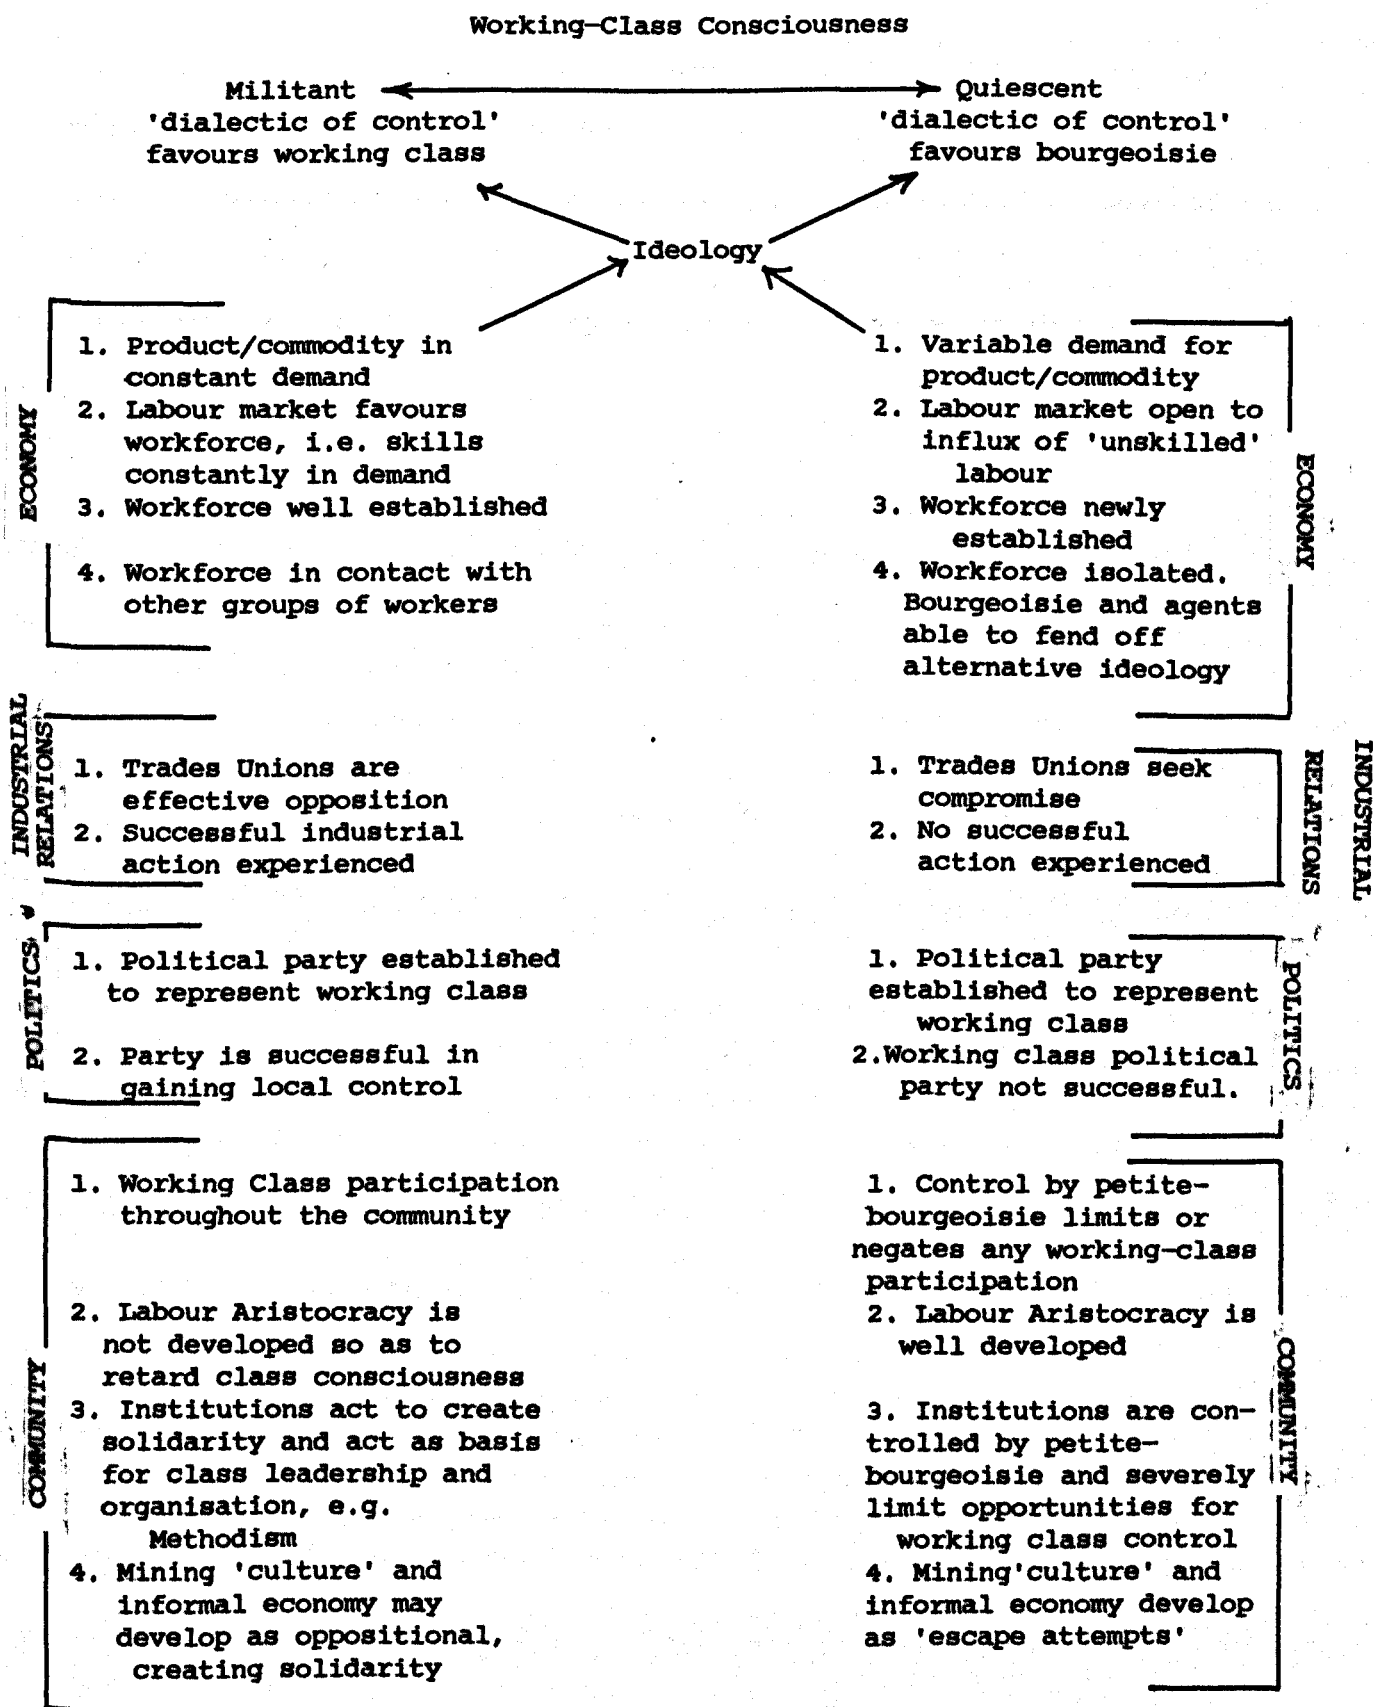 Working-Class Consciousness
Militant
'dialectic of control'
favours working class
Quiescent
'dialectic of control'
favours bourgeoisie
Ideology
ECONOMY
1. Product/commodity in
constant demand
2. Labour market favours
workforce, i.e. skills
constantly in demand
3. Workforce well established
4. Workforce in contact with
other groups of workers
1. Variable demand for
product/commodity
2. Labour market open to
influx of 'unskilled'
labour
3. Workforce newly
established
4. Workforce isolated.
Bourgeoisie and agents
able to fend off
alternative ideology
ECONOMY
INDUSTRIAL
RELATIONS
1. Trades Unions are
effective opposition
2. Successful industrial
action experienced
1. Trades Unions seek
compromise
2. No successful
action experienced
INDUSTRIAL
RELATIONS
POLITICS
1. Political party established
to represent working class
2. Party is successful in
gaining local control
1. Political party
established to represent
working class
2.Working class political
party not successful.
POLITICS
COMMUNITY
1. Working Class participation
throughout the community
2. Labour Aristocracy is
not developed so as to
retard class consciousness
3. Institutions act to create
solidarity and act as basis
for class leadership and
organisation, e.g.
Methodism
4. Mining 'culture' and
informal economy may
develop as oppositional,
creating solidarity
1. Control by petite-
bourgeoisie limits or
negates any working-class
participation
2. Labour Aristocracy is
well developed
3. Institutions are con-
trolled by petite-
bourgeoisie and severely
limit opportunities for
working class control
4. Mining'culture' and
informal economy develop
as 'escape attempts'
COMMUNITY